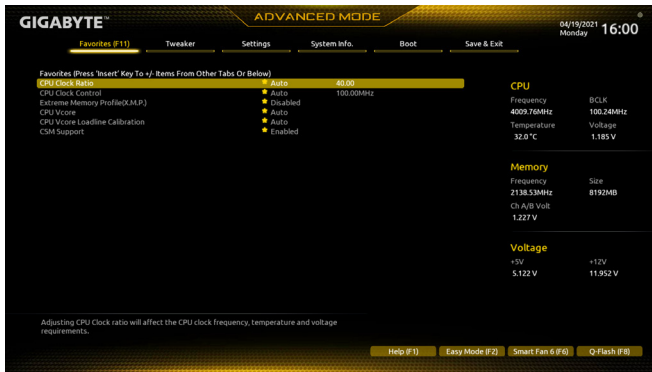 GIGABYTE™
ADVANCED MODE
04/19/2021
Monday
16:00
Favorites (F11) Tweaker Settings System Info. Boot Save & Exit
Favorites (Press 'Insert' Key To +/- Items From Other Tabs Or Below)
CPU Clock Ratio Auto 40.00
CPU Clock Control Auto 100.00MHz
Extreme Memory Profile(X.M.P.) Disabled
CPU Vcore Auto
CPU Vcore Loadline Calibration Auto
CSM Support Enabled
CPU
Frequency BCLK
4009.76MHz 100.24MHz
Temperature Voltage
32.0 °C 1.185 V
Memory
Frequency Size
2138.53MHz 8192MB
Ch A/B Volt
1.227 V
Voltage
+5V +12V
5.122 V 11.952 V
Adjusting CPU Clock ratio will affect the CPU clock frequency, temperature and voltage
requirements.
Help (F1) Easy Mode (F2) Smart Fan 6 (F6) Q-Flash (F8)